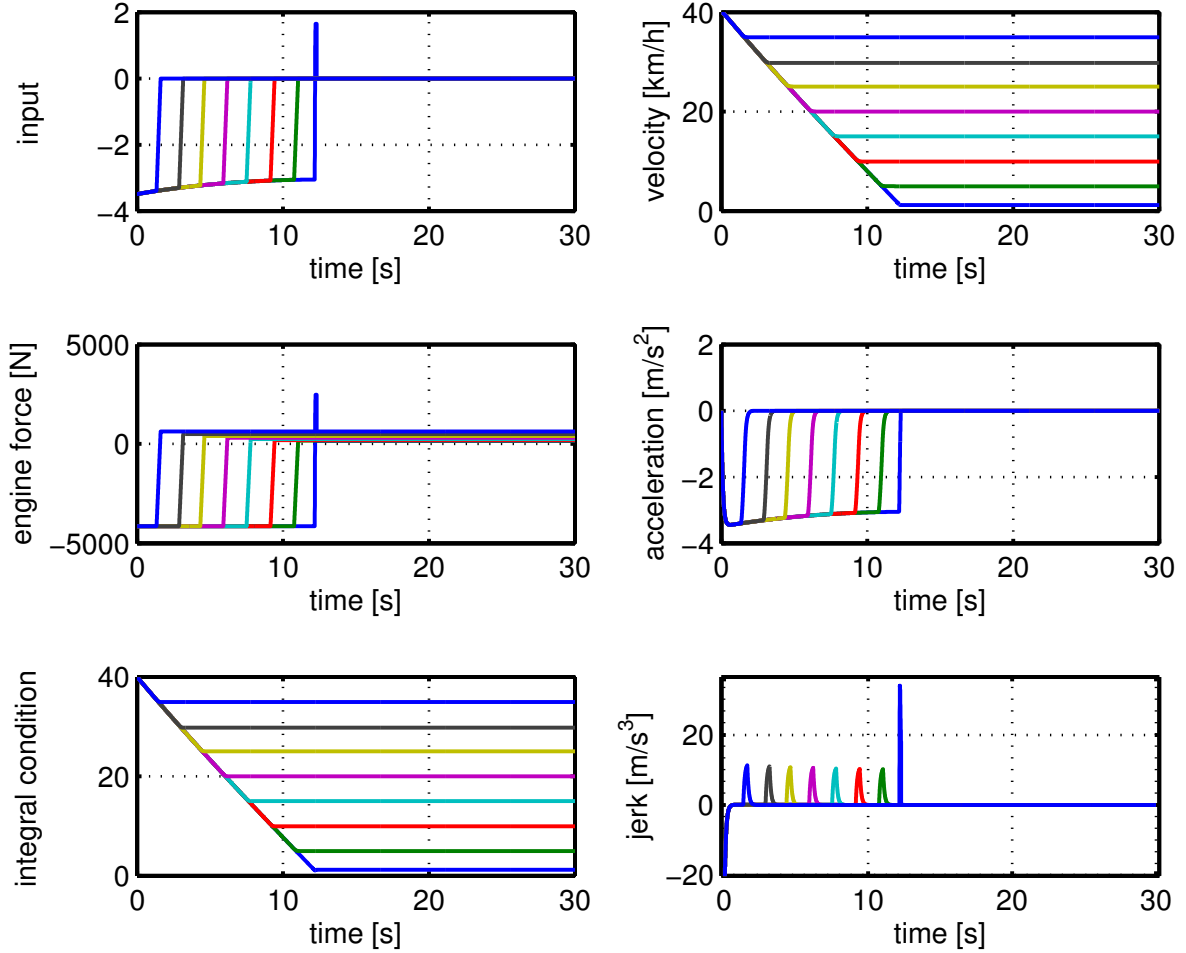 input
2
0
−2
−4
0 10 20 30
time [s]
velocity [km/h]
40
20
0
0 10 20 30
time [s]
engine force [N]
5000
0
−5000
0 10 20 30
time [s]
acceleration [m/s²]
2
0
−2
−4
0 10 20 30
time [s]
integral condition
40
20
0
0 10 20 30
time [s]
jerk [m/s³]
20
0
−20
0 10 20 30
time [s]